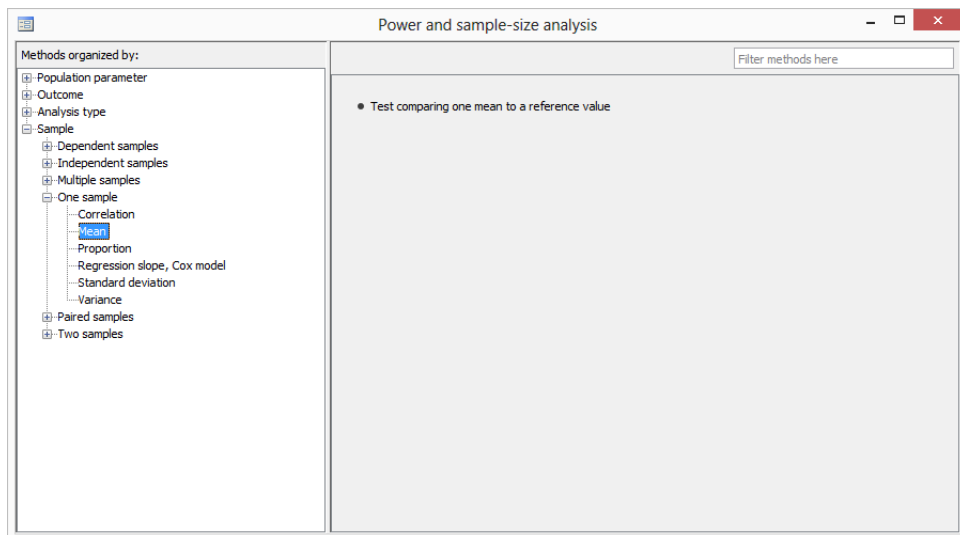 Power and sample-size analysis
Methods organized by:
Filter methods here
Population parameter
Outcome
Analysis type
Sample
Dependent samples
Independent samples
Multiple samples
One sample
Correlation
Mean
Proportion
Regression slope, Cox model
Standard deviation
Variance
Paired samples
Two samples
Test comparing one mean to a reference value